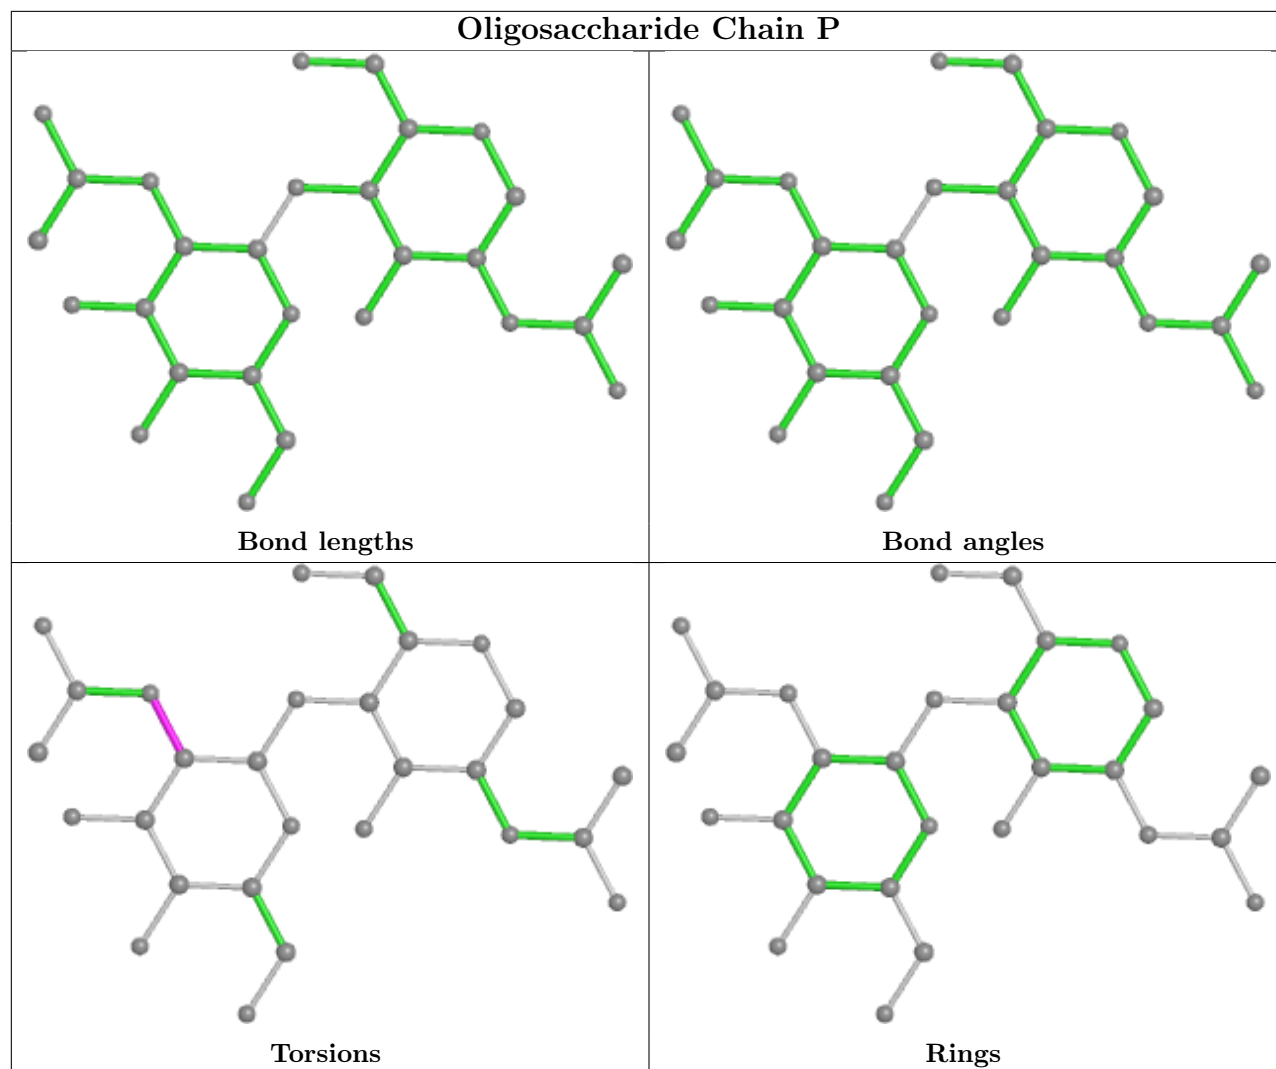 Oligosaccharide Chain P
Bond lengths
Bond angles
Torsions
Rings